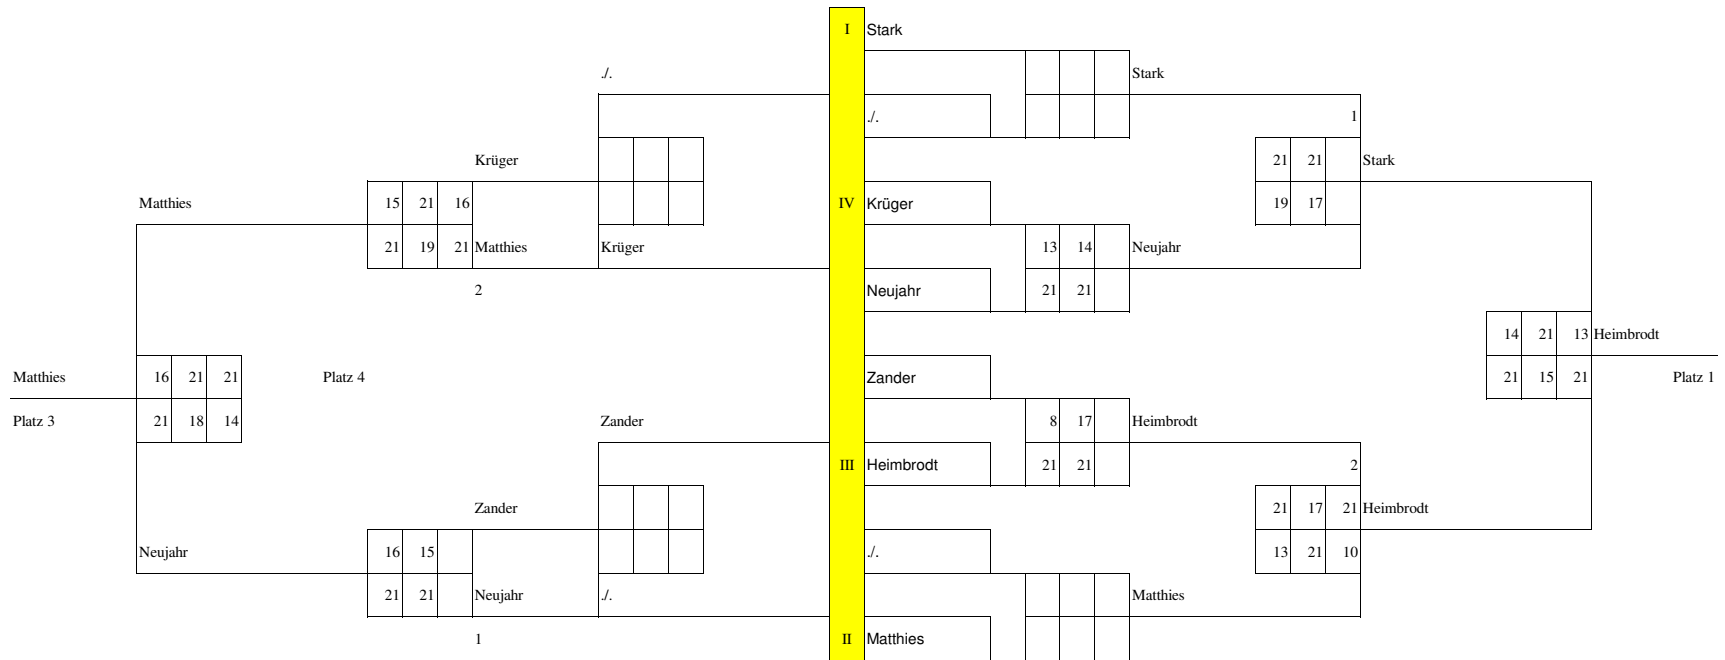 I Stark
./. Stark
./. 1
Krüger 21 21 Stark
Matthies 15 21 16 IV Krüger 19 17
21 19 21 Matthies Krüger 13 14 Neujahr
2 Neujahr 21 21
14 21 13 Heimbrodt
Matthies 16 21 21 Platz 4 Zander 21 15 21 Platz 1
Platz 3 21 18 14 Zander 8 17 Heimbrodt
III Heimbrodt 21 21 2
Zander 21 17 21 Heimbrodt
Neujahr 16 15 ./. 13 21 10
21 21 Neujahr ./. Matthies
1 II Matthies